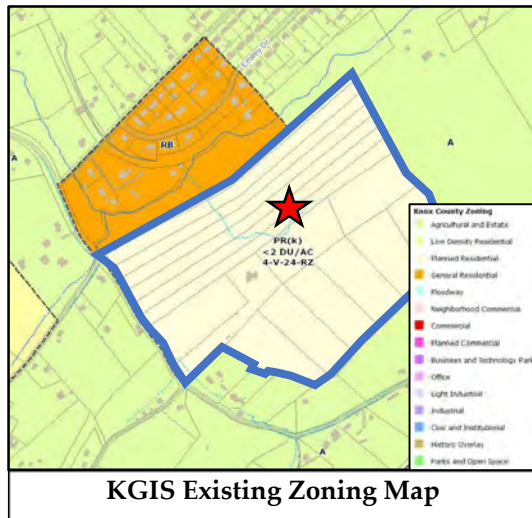 Emory Dr
RB
A
A
PR(k)
<2 DU/AC
4-V-24-RZ
A
A
Knox County Zoning
Agricultural and Estate
Low Density Residential
Planned Residential
General Residential
Floodway
Neighborhood Commercial
Commercial
Planned Commercial
Business and Technology Park
Office
Light Industrial
Industrial
Civic and Institutional
Historic Overlay
Parks and Open Space
KGIS Existing Zoning Map